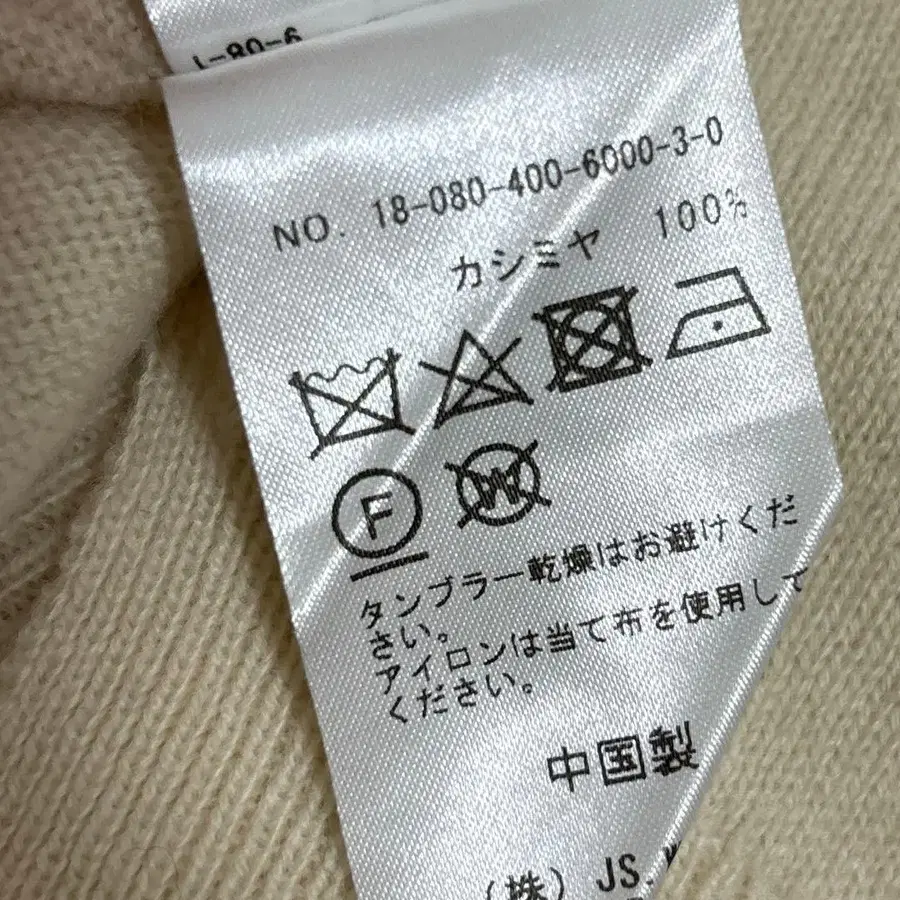 NO. 18-080-400-6000-3-0
カシミヤ 100%
F
W
タンブラー乾燥はお避けくだ
さい。
アイロンは当て布を使用して
ください。
中国製
(株) JS.